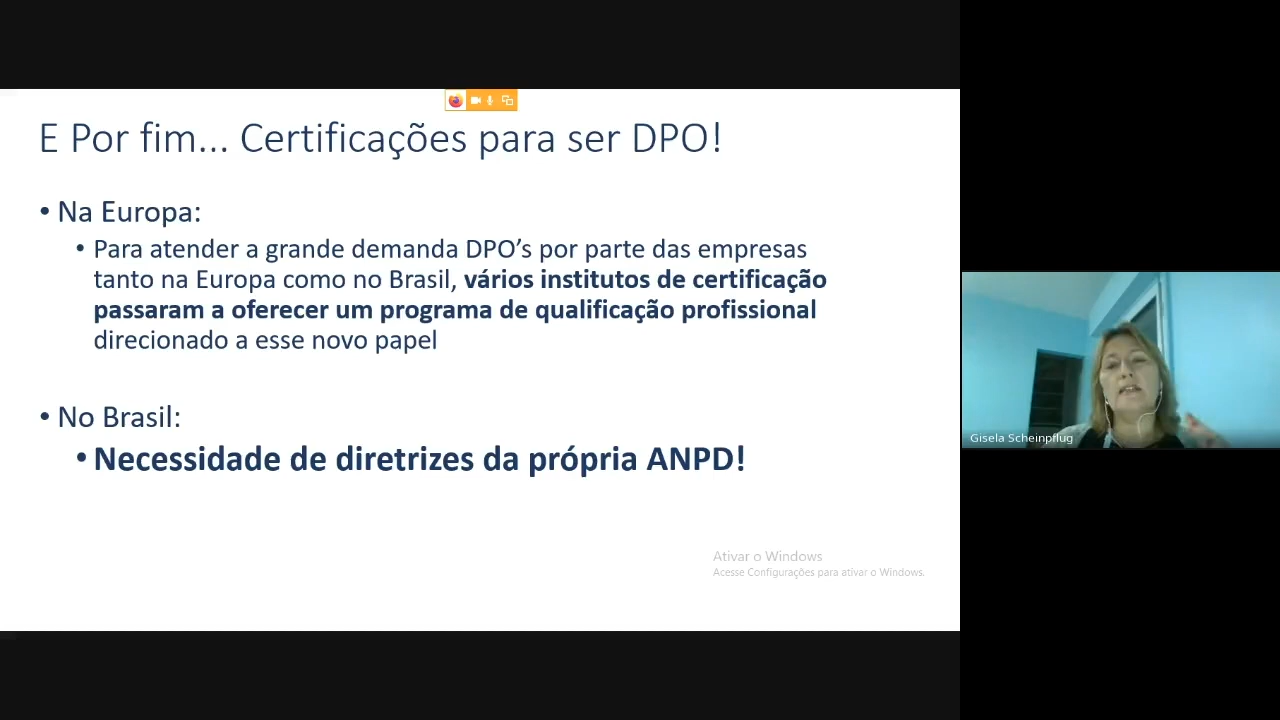 E Por fim... Certificações para ser DPO!
• Na Europa:
• Para atender a grande demanda DPO’s por parte das empresas
tanto na Europa como no Brasil, vários institutos de certificação
passaram a oferecer um programa de qualificação profissional
direcionado a esse novo papel
• No Brasil:
• Necessidade de diretrizes da própria ANPD!
Ativar o Windows
Acesse Configurações para ativar o Windows.
Gisela Scheinpflug